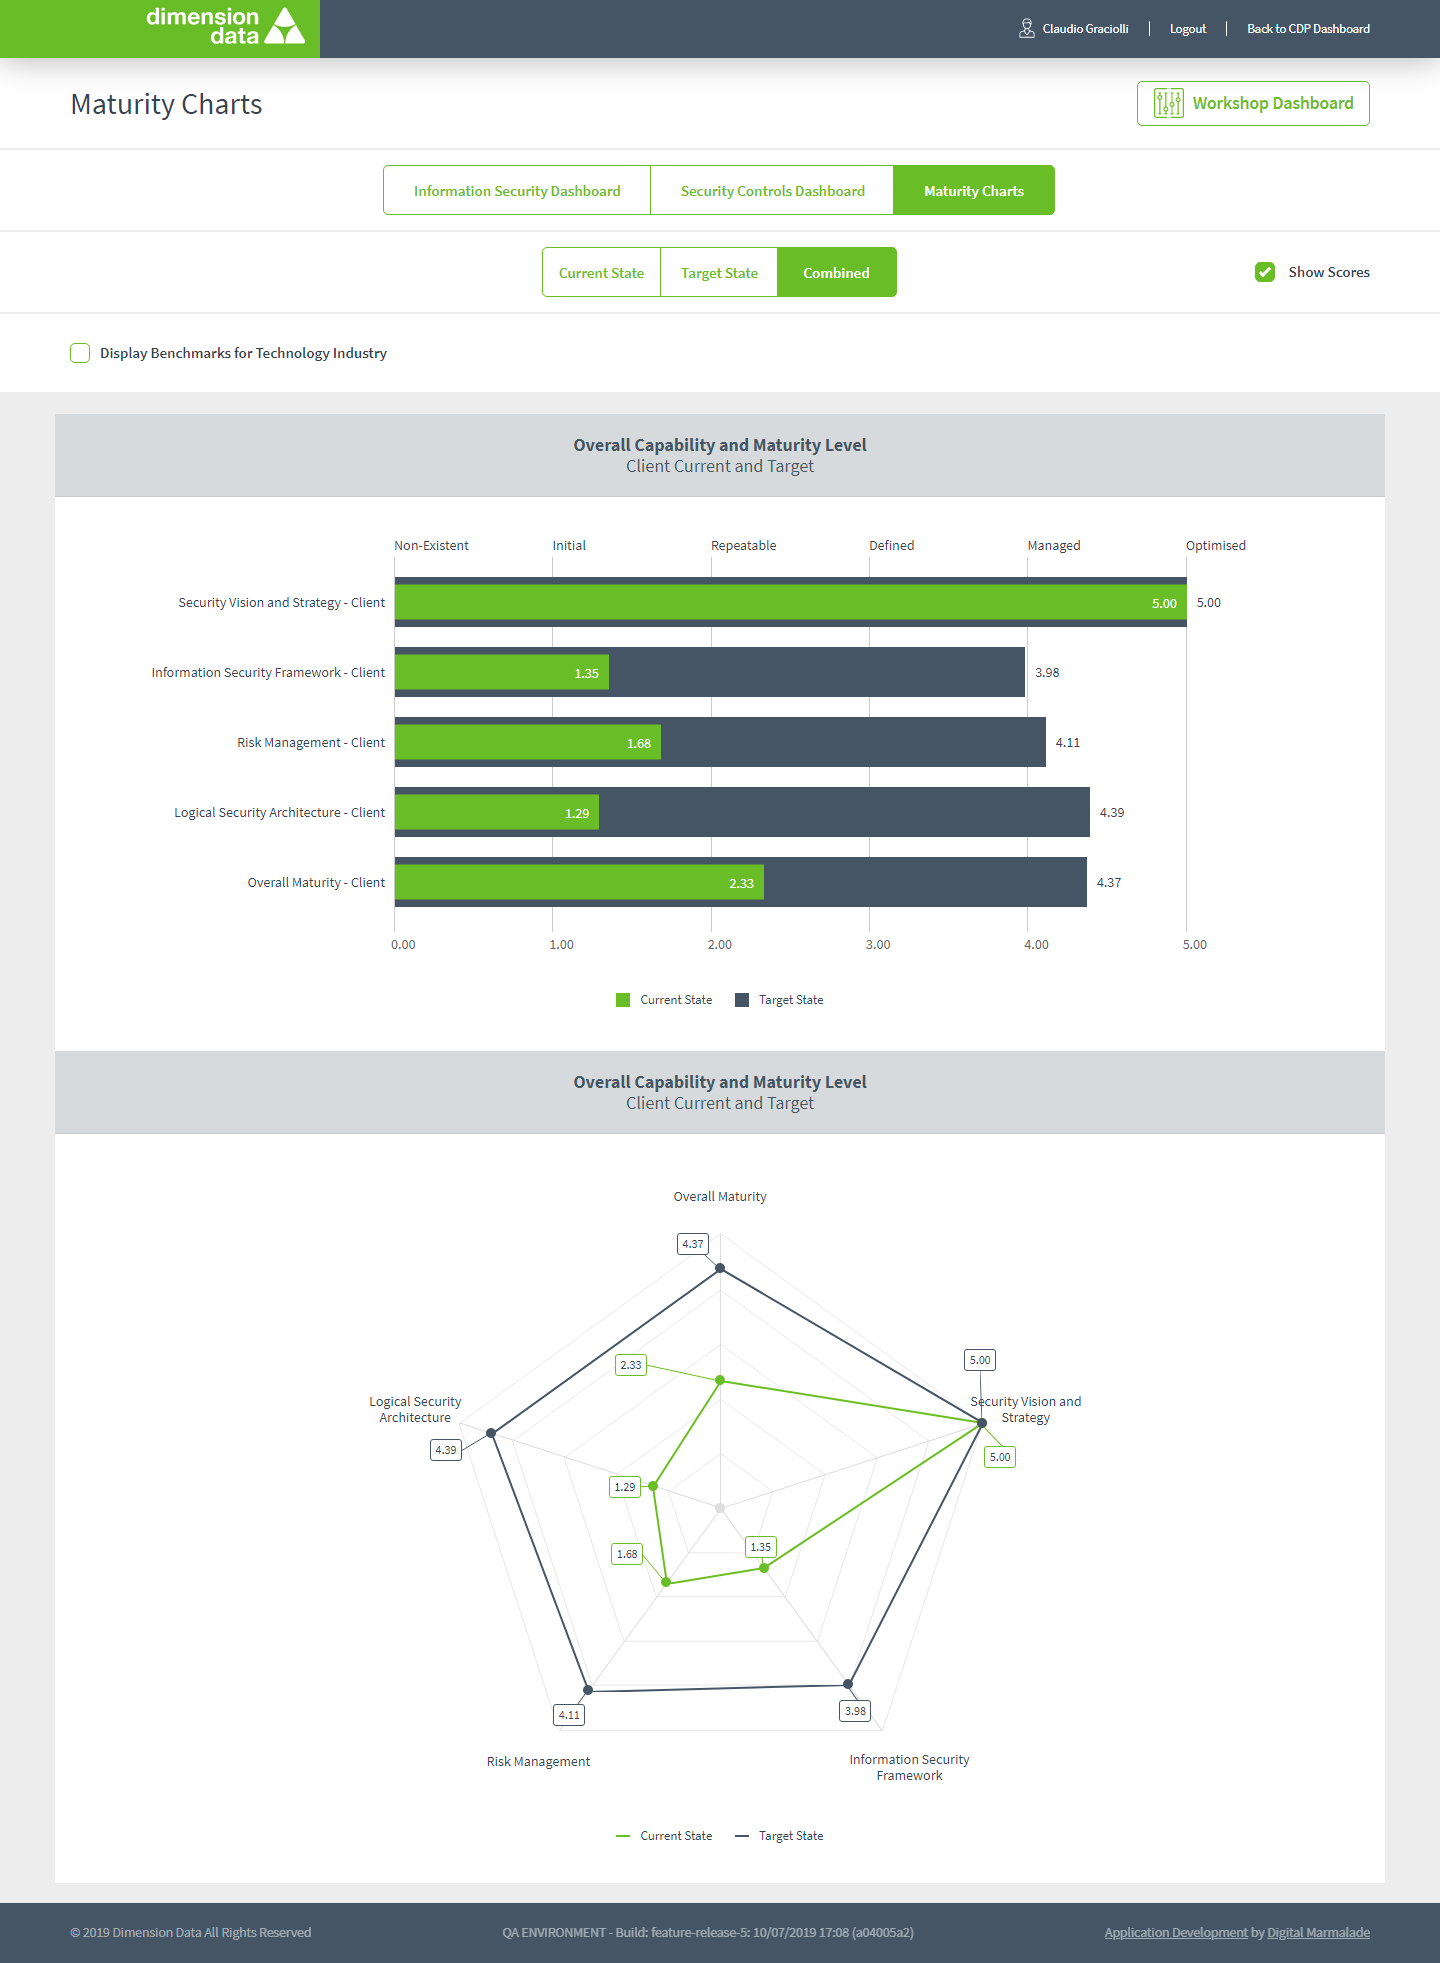 dimension
data
Claudio Graciolli
Logout
Back to CDP Dashboard
Maturity Charts
Workshop Dashboard
Information Security Dashboard
Security Controls Dashboard
Maturity Charts
Current State
Target State
Combined
Show Scores
Display Benchmarks for Technology Industry
Overall Capability and Maturity Level
Client Current and Target
Non-Existent
Initial
Repeatable
Defined
Managed
Optimised
Security Vision and Strategy - Client
5.00
5.00
Information Security Framework - Client
1.35
3.98
Risk Management - Client
1.68
4.11
Logical Security Architecture - Client
1.29
4.39
Overall Maturity - Client
2.33
4.37
0.00
1.00
2.00
3.00
4.00
5.00
Current State
Target State
Overall Capability and Maturity Level
Client Current and Target
Overall Maturity
4.37
5.00
2.33
Logical Security
Architecture
Security Vision and
Strategy
4.39
5.00
1.29
1.68
1.35
4.11
3.98
Risk Management
Information Security
Framework
Current State
Target State
© 2019 Dimension Data All Rights Reserved
QA ENVIRONMENT - Build: feature-release-5: 10/07/2019 17:08 (a04005a2)
Application Development by Digital Marmalade